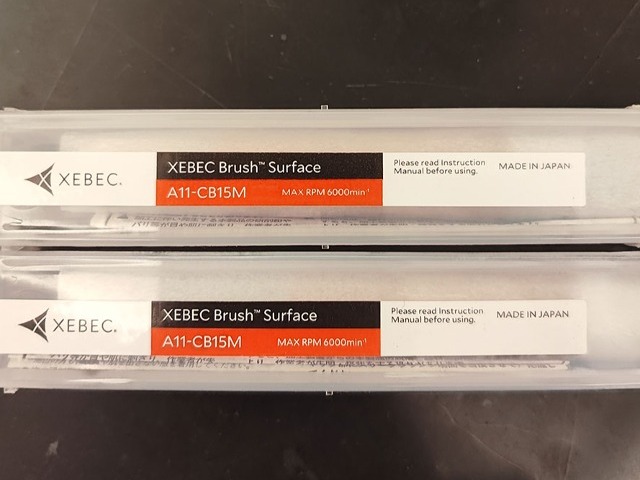 XEBEC.
XEBEC Brush™ Surface
A11-CB15M MAX RPM 6000min⁻¹
Please read Instruction
Manual before using.
MADE IN JAPAN
XEBEC.
XEBEC Brush™ Surface
A11-CB15M MAX RPM 6000min⁻¹
Please read Instruction
Manual before using.
MADE IN JAPAN